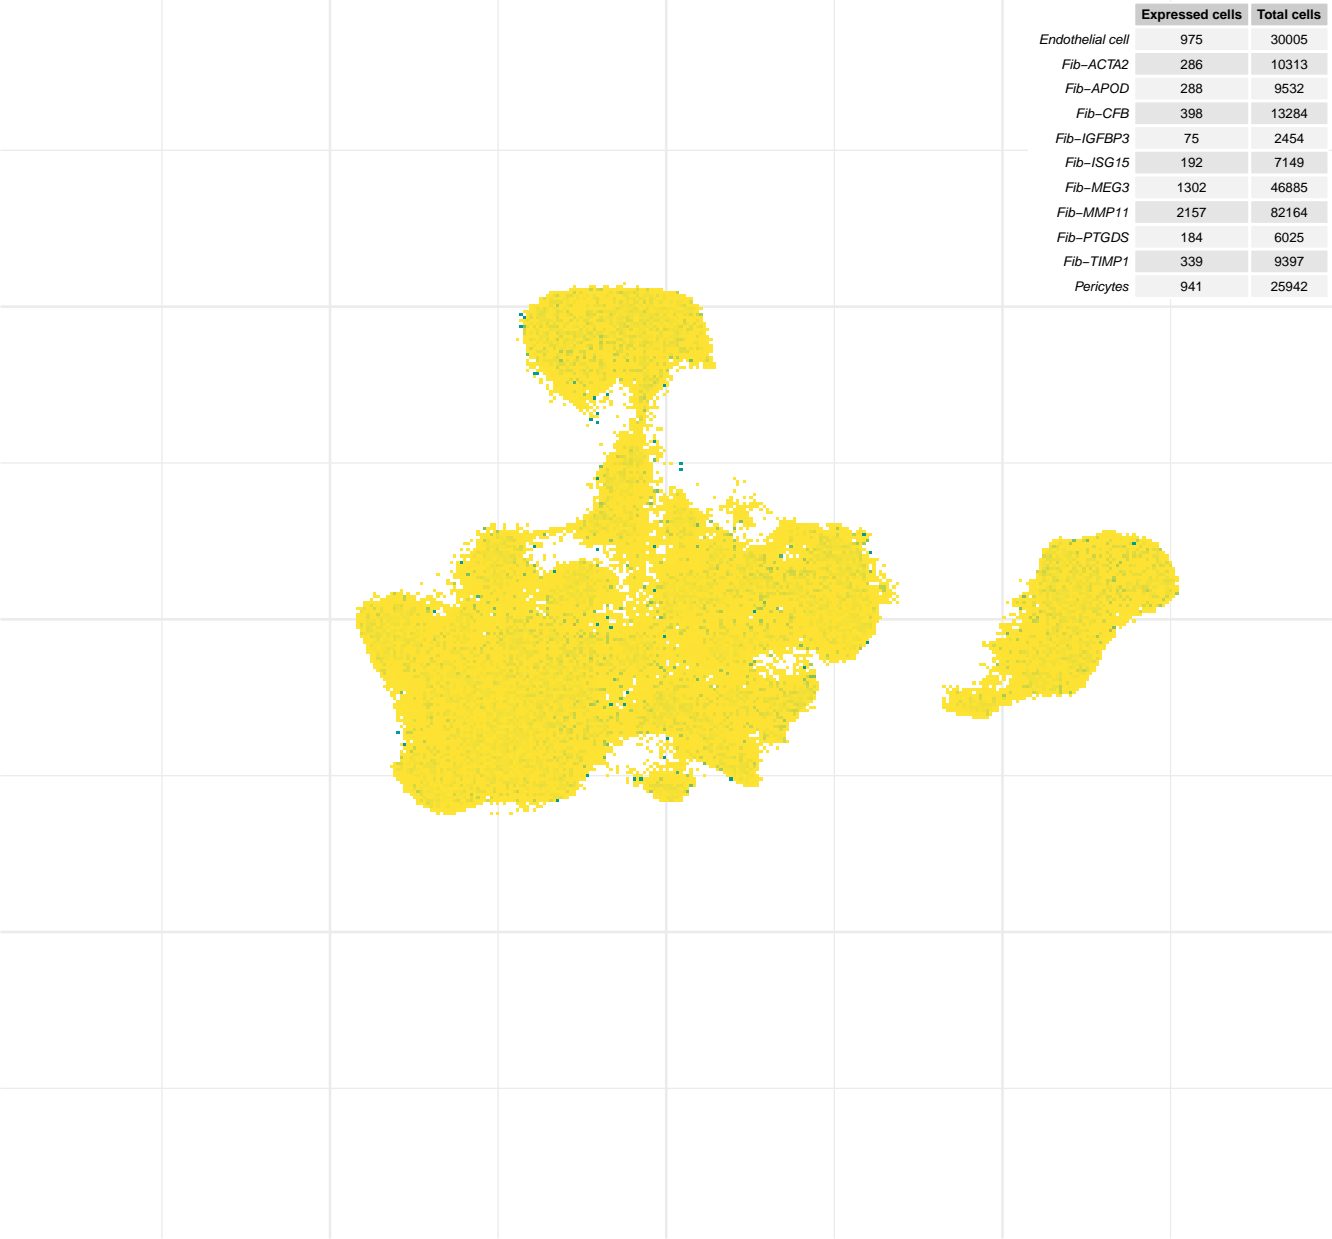 Expressed cells Total cells
Endothelial cell 975 30005
Fib−ACTA2 286 10313
Fib−APOD 288 9532
Fib−CFB 398 13284
Fib−IGFBP3 75 2454
Fib−ISG15 192 7149
Fib−MEG3 1302 46885
Fib−MMP11 2157 82164
Fib−PTGDS 184 6025
Fib−TIMP1 339 9397
Pericytes 941 25942